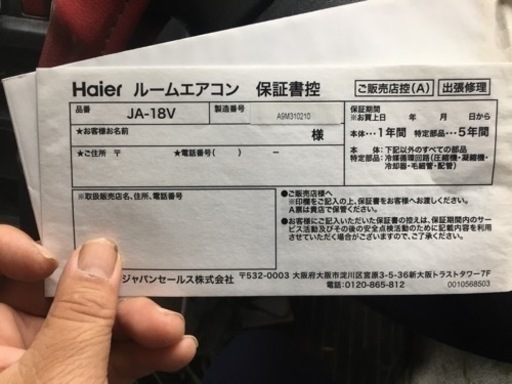 Haier ルームエアコン 保証書控
ご販売店控(A) 出張修理
品番 JA-18V 製造番号 A9M310210
★お客様お名前 様
★ご住所 〒 ★電話番号( ) －
保証期間
※お買上日 年 月 日から
本体…1年間 特定部品…5年間
本 体：下記以外のすべての部品
特定部品：冷媒循環回路(圧縮機・凝縮機・
冷却器・毛細管・配管)
※取扱販売店名、住所、電話番号
●ご販売店様へ
※印欄をご記入の上、保証書をお客様へお渡しください。
A票は貴店で保管ください。
●お客様にご記入いただいた保証書の控えは、保証期間内のサービ
ス活動及びその後の安全点検活動のために記載内容を利用
させていただく場合がございますので、ご了承ください。
ジャパンセールス株式会社 〒532-0003 大阪府大阪市淀川区宮原3-5-36新大阪トラストタワー7F
電話：0120-865-812
0010568503